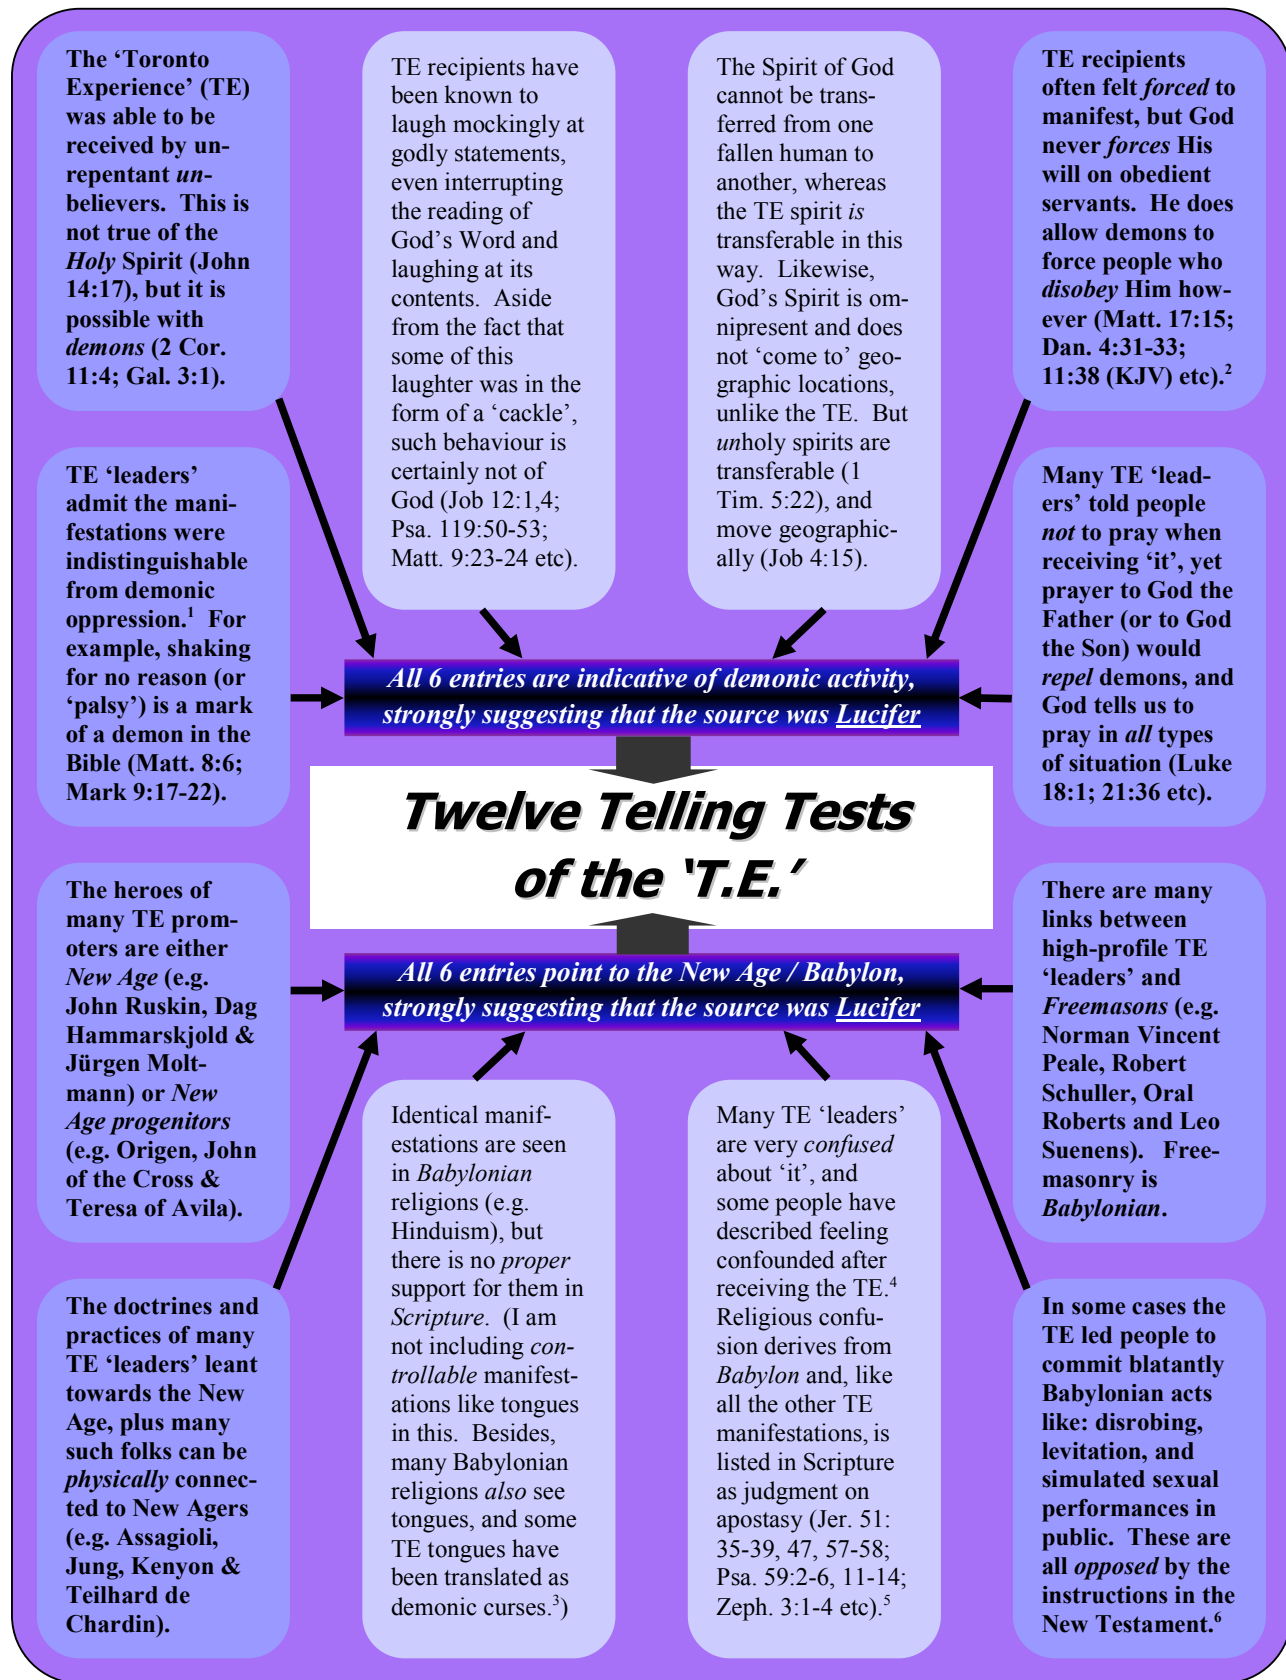 The ‘Toronto
Experience’ (TE)
was able to be
received by un-
repentant un-
believers.  This is
not true of the
Holy Spirit (John
14:17), but it is
possible with
demons (2 Cor.
11:4; Gal. 3:1).
TE recipients have
been known to
laugh mockingly at
godly statements,
even interrupting
the reading of
God’s Word and
laughing at its
contents.  Aside
from the fact that
some of this
laughter was in the
form of a ‘cackle’,
such behaviour is
certainly not of
God (Job 12:1,4;
Psa. 119:50-53;
Matt. 9:23-24 etc).
The Spirit of God
cannot be trans-
ferred from one
fallen human to
another, whereas
the TE spirit is
transferable in this
way.  Likewise,
God’s Spirit is om-
nipresent and does
not ‘come to’ geo-
graphic locations,
unlike the TE.  But
unholy spirits are
transferable (1
Tim. 5:22), and
move geographic-
ally (Job 4:15).
TE recipients
often felt forced to
manifest, but God
never forces His
will on obedient
servants.  He does
allow demons to
force people who
disobey Him how-
ever (Matt. 17:15;
Dan. 4:31-33;
11:38 (KJV) etc).2
TE ‘leaders’
admit the mani-
festations were
indistinguishable
from demonic
oppression.1  For
example, shaking
for no reason (or
‘palsy’) is a mark
of a demon in the
Bible (Matt. 8:6;
Mark 9:17-22).
Many TE ‘lead-
ers’ told people
not to pray when
receiving ‘it’, yet
prayer to God the
Father (or to God
the Son) would
repel demons, and
God tells us to
pray in all types
of situation (Luke
18:1; 21:36 etc).
All 6 entries are indicative of demonic activity,
strongly suggesting that the source was Lucifer
Twelve Telling Tests
of the ‘T.E.’
All 6 entries point to the New Age / Babylon,
strongly suggesting that the source was Lucifer
The heroes of
many TE prom-
oters are either
New Age (e.g.
John Ruskin, Dag
Hammarskjold &
Jürgen Molt-
mann) or New
Age progenitors
(e.g. Origen, John
of the Cross &
Teresa of Avila).
There are many
links between
high-profile TE
‘leaders’ and
Freemasons (e.g.
Norman Vincent
Peale, Robert
Schuller, Oral
Roberts and Leo
Suenens).  Free-
masonry is
Babylonian.
The doctrines and
practices of many
TE ‘leaders’ leant
towards the New
Age, plus many
such folks can be
physically connec-
ted to New Agers
(e.g. Assagioli,
Jung, Kenyon &
Teilhard de
Chardin).
Identical manif-
estations are seen
in Babylonian
religions (e.g.
Hinduism), but
there is no proper
support for them in
Scripture.  (I am
not including con-
trollable manifest-
ations like tongues
in this.  Besides,
many Babylonian
religions also see
tongues, and some
TE tongues have
been translated as
demonic curses.3)
Many TE ‘leaders’
are very confused
about ‘it’, and
some people have
described feeling
confounded after
receiving the TE.4
Religious confu-
sion derives from
Babylon and, like
all the other TE
manifestations, is
listed in Scripture
as judgment on
apostasy (Jer. 51:
35-39, 47, 57-58;
Psa. 59:2-6, 11-14;
Zeph. 3:1-4 etc).5
In some cases the
TE led people to
commit blatantly
Babylonian acts
like: disrobing,
levitation, and
simulated sexual
performances in
public.  These are
all opposed by the
instructions in the
New Testament.6